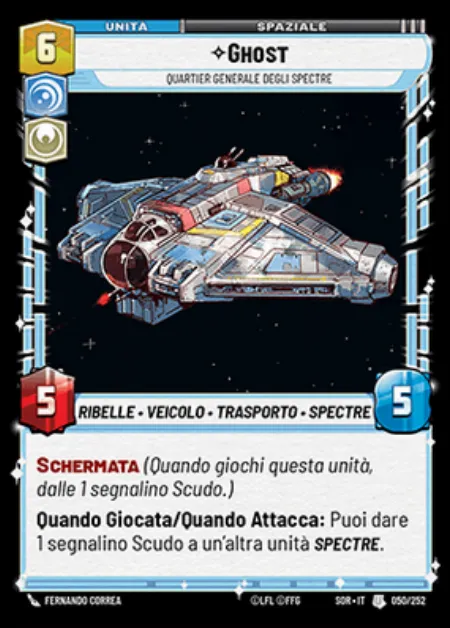 UNITÀ SPAZIALE
6 ✧GHOST
QUARTIER GENERALE DEGLI SPECTRE
5 RIBELLE • VEICOLO • TRASPORTO • SPECTRE 5
SCHERMATA (Quando giochi questa unità,
dalle 1 segnalino Scudo.)
Quando Giocata/Quando Attacca: Puoi dare
1 segnalino Scudo a un'altra unità SPECTRE.
FERNANDO CORREA ©LFL ©FFG SOR • IT U 050/252